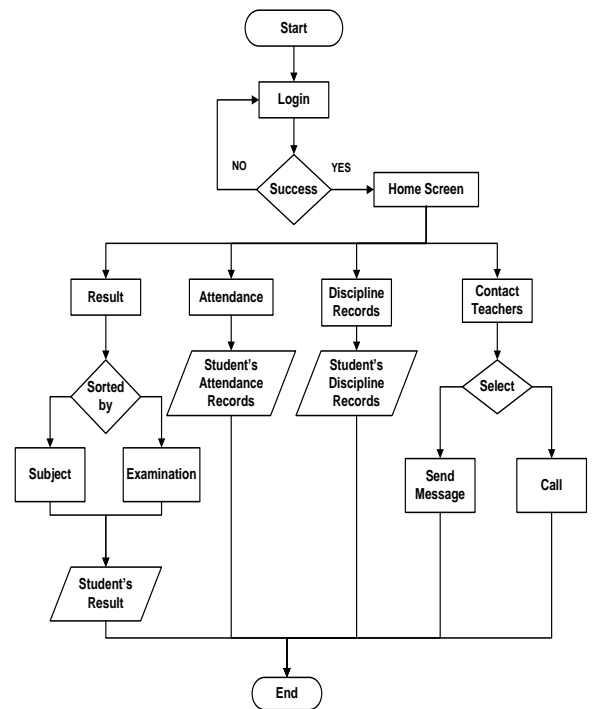 Start
Login
NO
YES
Success
Home Screen
Result
Attendance
Discipline
Records
Contact
Teachers
Sorted
by
Student's
Attendance
Records
Student's
Discipline
Records
Select
Subject
Examination
Send
Message
Call
Student's
Result
End